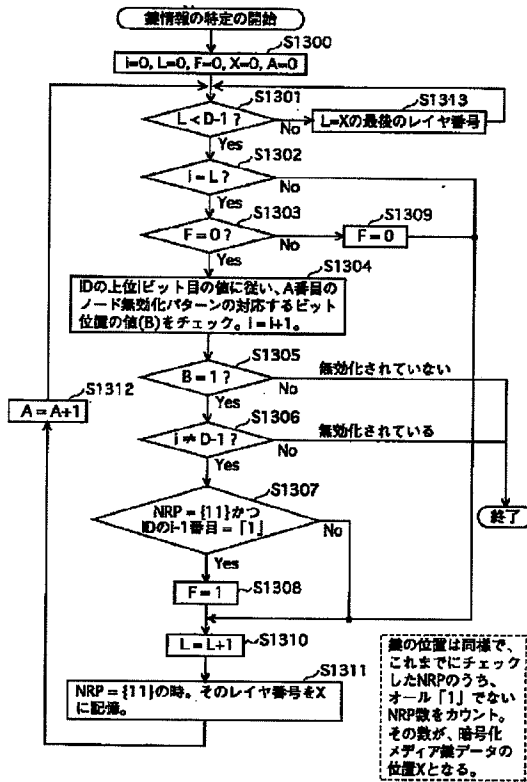 鍵情報の特定の開始
S1300
i=0, L=0, F=0, X=0, A=0
S1301
L < D-1 ?
No
Yes
S1313
L=Xの最後のレイヤ番号
S1302
i = L ?
No
Yes
S1303
F = 0 ?
No
Yes
S1309
F = 0
S1304
IDの上位iビット目の値に従い、A番目の
ノード無効化パターンの対応するビット
位置の値(B)をチェック。i = i+1。
S1305
B = 1 ?
No
Yes
無効化されていない
S1306
i ≠ D-1 ?
No
Yes
無効化されている
S1307
NRP = {11}かつ
IDのi-1番目 = 「1」
No
Yes
終了
S1308
F = 1
S1310
L = L+1
S1311
NRP = {11}の時。そのレイヤ番号をX
に記憶。
S1312
A = A+1
鍵の位置は同様で、
これまでにチェック
したNRPのうち、
オール「1」でない
NRP数をカウント。
その数が、暗号化
メディア鍵データの
位置Xとなる。